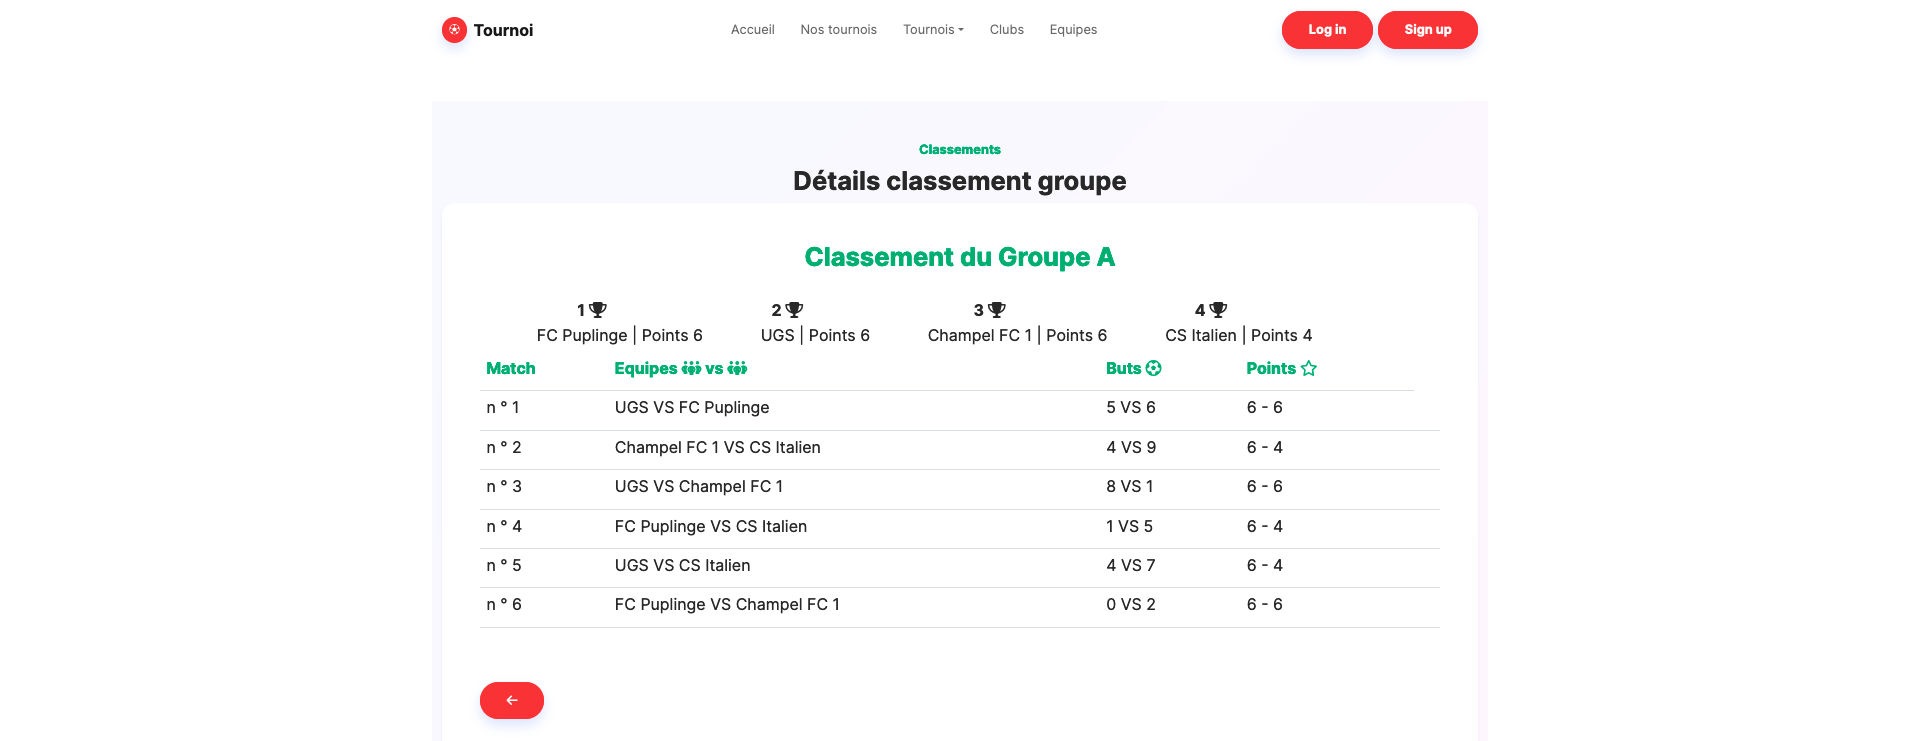 Tournoi Accueil Nos tournois Tournois Clubs Equipes Log in Sign up
Classements
Détails classement groupe
Classement du Groupe A
1 2 3 4
FC Puplinge | Points 6 UGS | Points 6 Champel FC 1 | Points 6 CS Italien | Points 4
Match Equipes vs Buts Points
n ° 1 UGS VS FC Puplinge 5 VS 6 6 - 6
n ° 2 Champel FC 1 VS CS Italien 4 VS 9 6 - 4
n ° 3 UGS VS Champel FC 1 8 VS 1 6 - 6
n ° 4 FC Puplinge VS CS Italien 1 VS 5 6 - 4
n ° 5 UGS VS CS Italien 4 VS 7 6 - 4
n ° 6 FC Puplinge VS Champel FC 1 0 VS 2 6 - 6